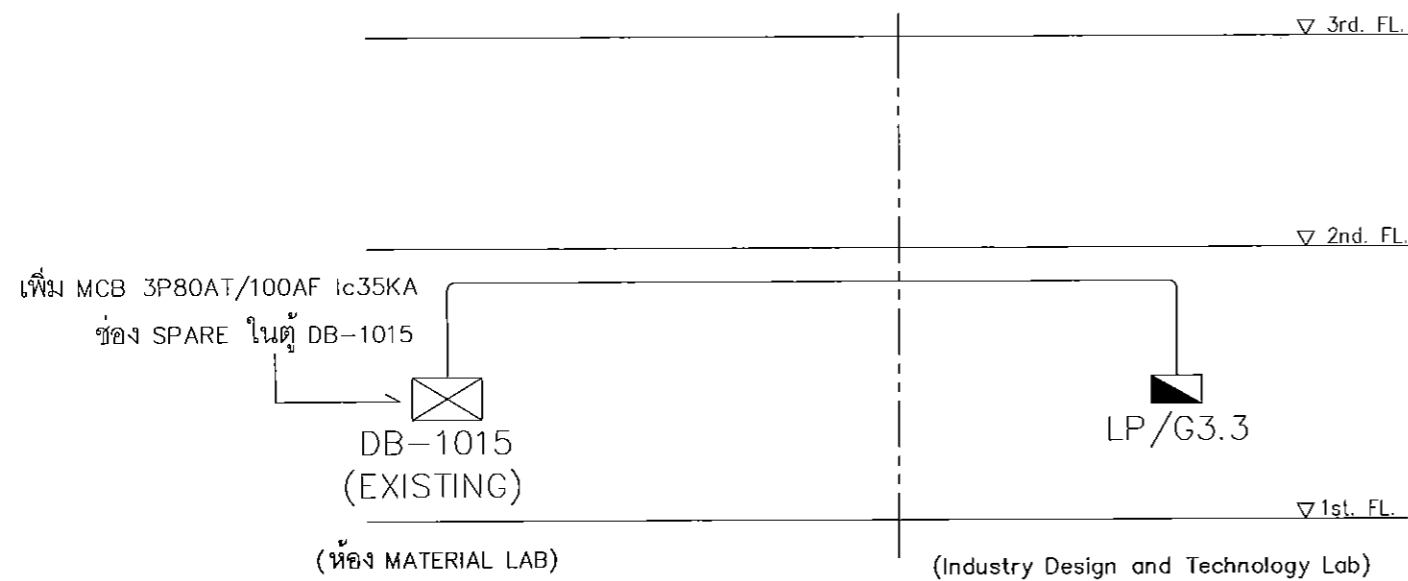 ▽ 3rd. FL.
▽ 2nd. FL.
เพิ่ม MCB 3P80AT/100AF Ic35KA
ช่อง SPARE ในตู้ DB-1015
DB-1015
(EXISTING)
LP/G3.3
▽ 1st. FL.
(ห้อง MATERIAL LAB)
(Industry Design and Technology Lab)